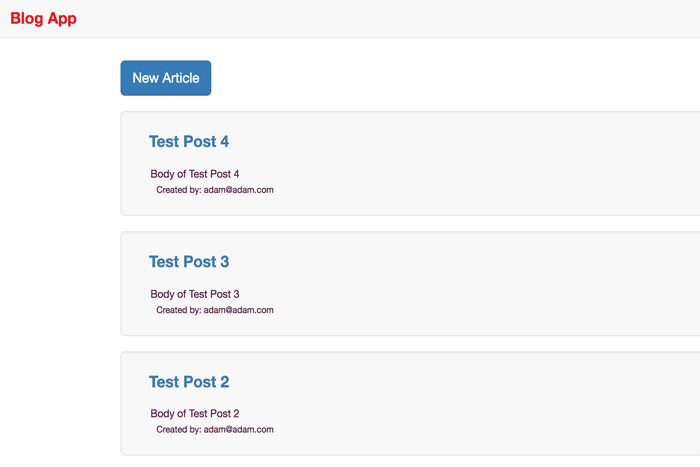 Blog App
New Article
Test Post 4
Body of Test Post 4
Created by: adam@adam.com
Test Post 3
Body of Test Post 3
Created by: adam@adam.com
Test Post 2
Body of Test Post 2
Created by: adam@adam.com